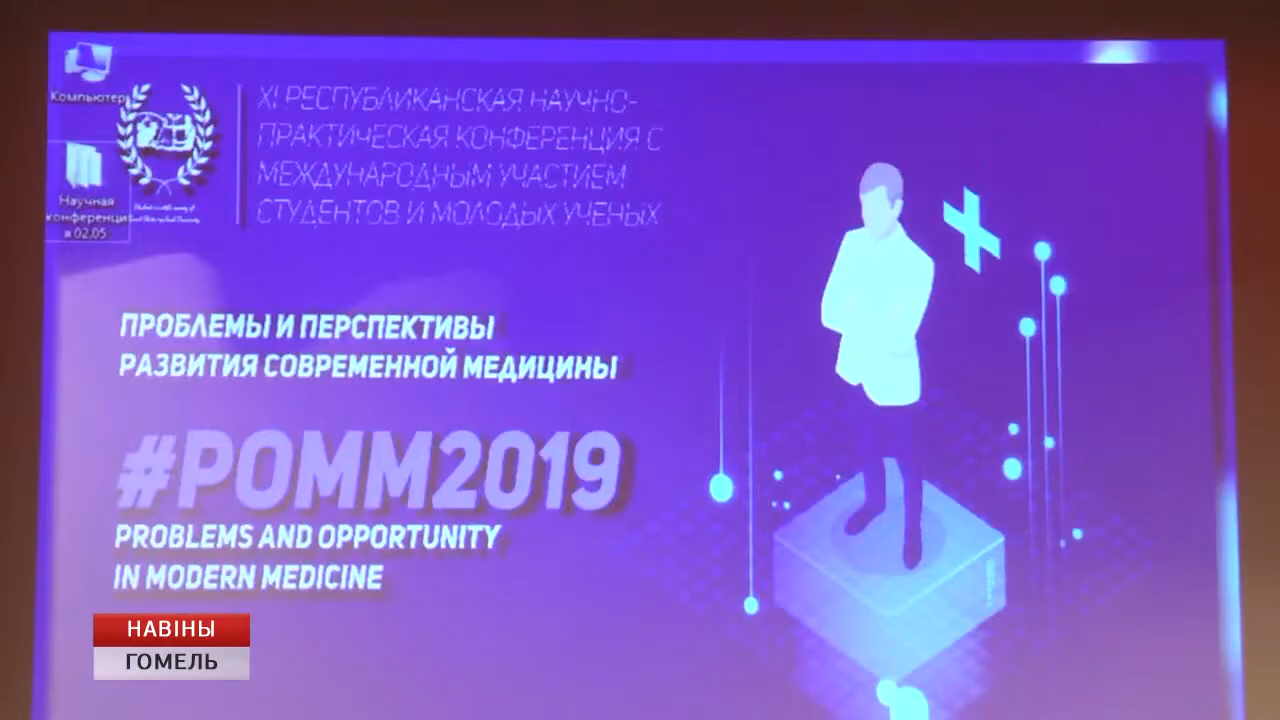 Компьютер
Научная
конференци
я 02.05
XI РЕСПУБЛИКАНСКАЯ НАУЧНО-
ПРАКТИЧЕСКАЯ КОНФЕРЕНЦИЯ С
МЕЖДУНАРОДНЫМ УЧАСТИЕМ
СТУДЕНТОВ И МОЛОДЫХ УЧЕНЫХ
ПРОБЛЕМЫ И ПЕРСПЕКТИВЫ
РАЗВИТИЯ СОВРЕМЕННОЙ МЕДИЦИНЫ
#POMM2019
PROBLEMS AND OPPORTUNITY
IN MODERN MEDICINE
НАВІНЫ
ГОМЕЛЬ